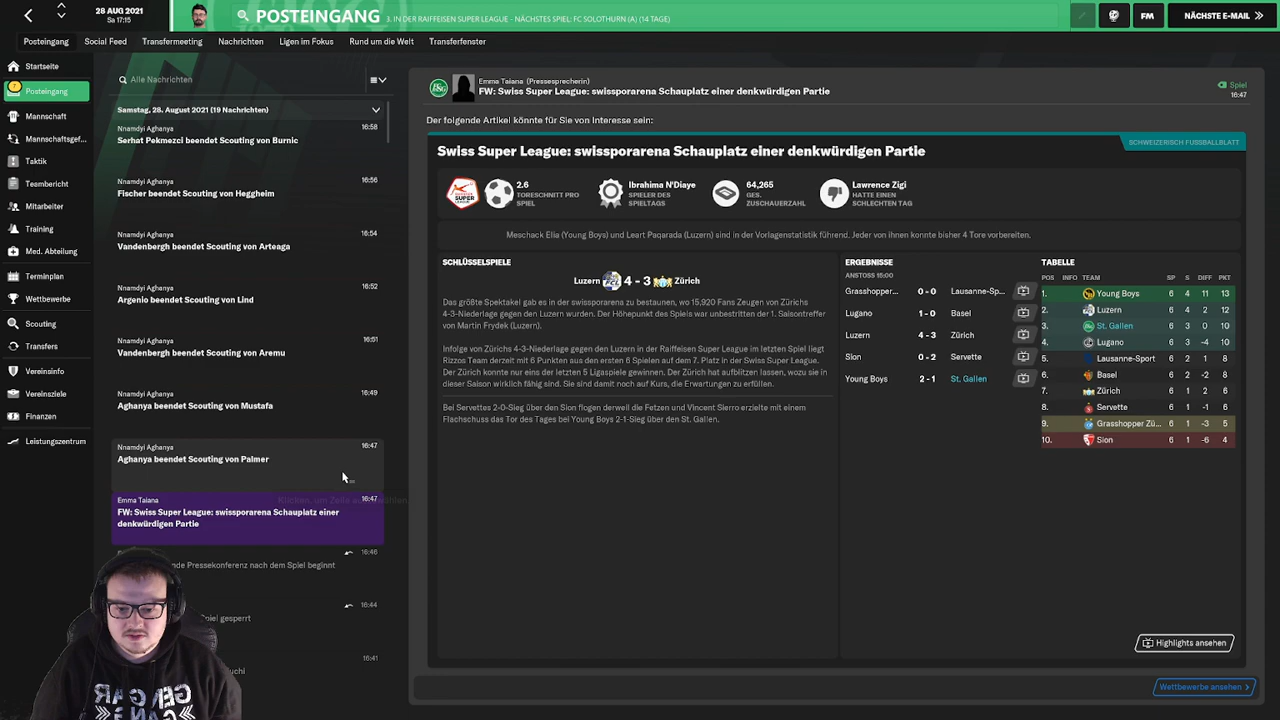 28 AUG 2021
Sa 17:15
POSTEINGANG
3. IN DER RAIFFEISEN SUPER LEAGUE - NÄCHSTES SPIEL: FC SOLOTHURN (A) (14 TAGE)
FM
NÄCHSTE E-MAIL
Posteingang
Social Feed
Transfermeeting
Nachrichten
Ligen im Fokus
Rund um die Welt
Transferfenster
Startseite
Posteingang
Mannschaft
Mannschaftsgef...
Taktik
Teambericht
Mitarbeiter
Training
Med. Abteilung
Terminplan
Wettbewerbe
Scouting
Transfers
Vereinsinfo
Vereinsziele
Finanzen
Leistungszentrum
Alle Nachrichten
Samstag, 28. August 2021 (19 Nachrichten)
Nnamdyi Aghanya 16:58
Serhat Pekmezci beendet Scouting von Burnic
Nnamdyi Aghanya 16:56
Fischer beendet Scouting von Heggheim
Nnamdyi Aghanya 16:54
Vandenbergh beendet Scouting von Arteaga
Nnamdyi Aghanya 16:52
Argenio beendet Scouting von Lind
Nnamdyi Aghanya 16:51
Vandenbergh beendet Scouting von Aremu
Nnamdyi Aghanya 16:49
Aghanya beendet Scouting von Mustafa
Nnamdyi Aghanya 16:47
Aghanya beendet Scouting von Palmer
Emma Taiana 16:47
FW: Swiss Super League: swissporarena Schauplatz einer
denkwürdigen Partie
16:46
nde Pressekonferenz nach dem Spiel beginnt
16:44
piel gesperrt
16:41
uchi
Emma Taiana (Pressesprecherin)
FW: Swiss Super League: swissporarena Schauplatz einer denkwürdigen Partie
Spiel
16:47
Der folgende Artikel könnte für Sie von Interesse sein:
SCHWEIZERISCH FUSSBALLBLATT
Swiss Super League: swissporarena Schauplatz einer denkwürdigen Partie
2.6
TORESCHNITT PRO
SPIEL
Ibrahima N'Diaye
SPIELER DES
SPIELTAGS
64,265
GES.
ZUSCHAUERZAHL
Lawrence Zigi
HATTE EINEN
SCHLECHTEN TAG
Meschack Elia (Young Boys) und Leart Paqarada (Luzern) sind in der Vorlagenstatistik führend. Jeder von ihnen konnte bisher 4 Tore vorbereiten.
SCHLÜSSELSPIELE
Luzern 4 - 3 Zürich
Das größte Spektakel gab es in der swissporarena zu bestaunen, wo 15,920 Fans Zeugen von Zürichs
4-3-Niederlage gegen den Luzern wurden. Der Höhepunkt des Spiels war unbestritten der 1. Saisontreffer
von Martin Frydek (Luzern).
Infolge von Zürichs 4-3-Niederlage gegen den Luzern in der Raiffeisen Super League im letzten Spiel liegt
Rizzos Team derzeit mit 6 Punkten aus den ersten 6 Spielen auf dem 7. Platz in der Swiss Super League.
Der Zürich konnte nur eins der letzten 5 Ligaspiele gewinnen. Der Zürich hat aufblitzen lassen, wozu sie in
dieser Saison wirklich fähig sind. Sie sind damit noch auf Kurs, die Erwartungen zu erfüllen.
Bei Servettes 2-0-Sieg über den Sion flogen derweil die Fetzen und Vincent Sierro erzielte mit einem
Flachschuss das Tor des Tages bei Young Boys 2-1-Sieg über den St. Gallen.
ERGEBNISSE
ANSTOSS 15:00
Grasshopper... 0 - 0 Lausanne-Sp...
Lugano 1 - 0 Basel
Luzern 4 - 3 Zürich
Sion 0 - 2 Servette
Young Boys 2 - 1 St. Gallen
TABELLE
POS INFO TEAM SP S DIFF PKT
1. Young Boys 6 4 11 13
2. Luzern 6 4 2 12
3. St. Gallen 6 3 0 10
4. Lugano 6 3 -4 10
5. Lausanne-Sport 6 2 1 8
6. Basel 6 2 -2 8
7. Zürich 6 1 2 6
8. Servette 6 1 -1 6
9. Grasshopper Zü... 6 1 -3 5
10. Sion 6 1 -6 4
Highlights ansehen
Wettbewerbe ansehen